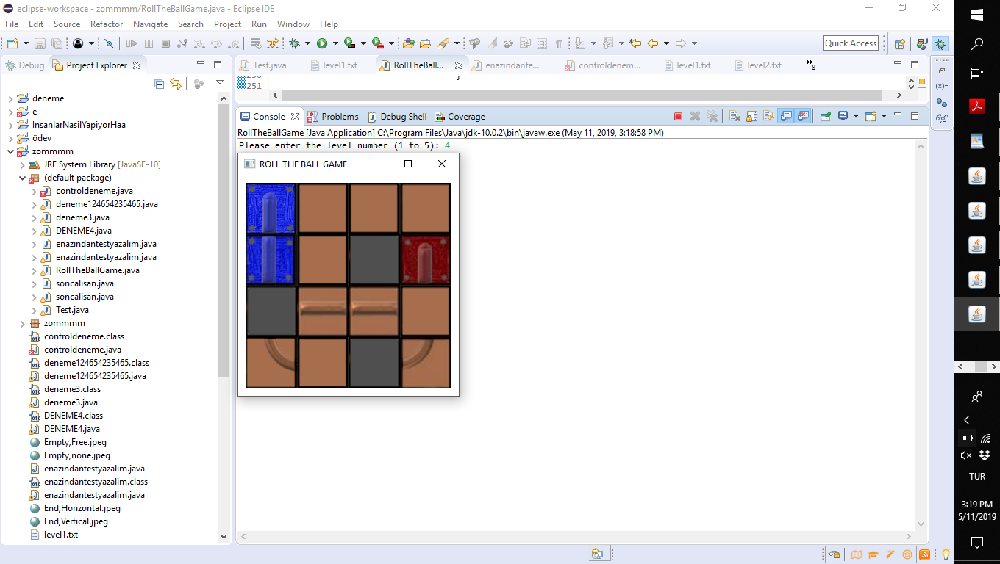 eclipse-workspace - zommmm/RollTheBallGame.java - Eclipse IDE
File Edit Source Refactor Navigate Search Project Run Window Help
Quick Access
Debug Project Explorer
Test.java level1.txt RollTheBall... enazindante... controldenem... level1.txt level2.txt »8
251
deneme
e
InsanlarNasilYapiyorHaa
ödev
zommmm
JRE System Library [JavaSE-10]
(default package)
controldeneme.java
deneme124654235465.java
deneme3.java
DENEME4.java
enazındantestyazalım.java
enazindantestyazalim.java
RollTheBallGame.java
soncalisan.java
soncalısan.java
Test.java
zommmm
controldeneme.class
controldeneme.java
deneme124654235465.class
deneme124654235465.java
deneme3.class
deneme3.java
DENEME4.class
DENEME4.java
Empty,Free.jpeg
Empty,none.jpeg
enazındantestyazalım.java
enazindantestyazalim.class
enazindantestyazalim.java
End,Horizontal.jpeg
End,Vertical.jpeg
level1.txt
Console Problems Debug Shell Coverage
RollTheBallGame [Java Application] C:\Program Files\Java\jdk-10.0.2\bin\javaw.exe (May 11, 2019, 3:18:58 PM)
Please enter the level number (1 to 5): 4
ROLL THE BALL GAME
TUR
3:19 PM
5/11/2019